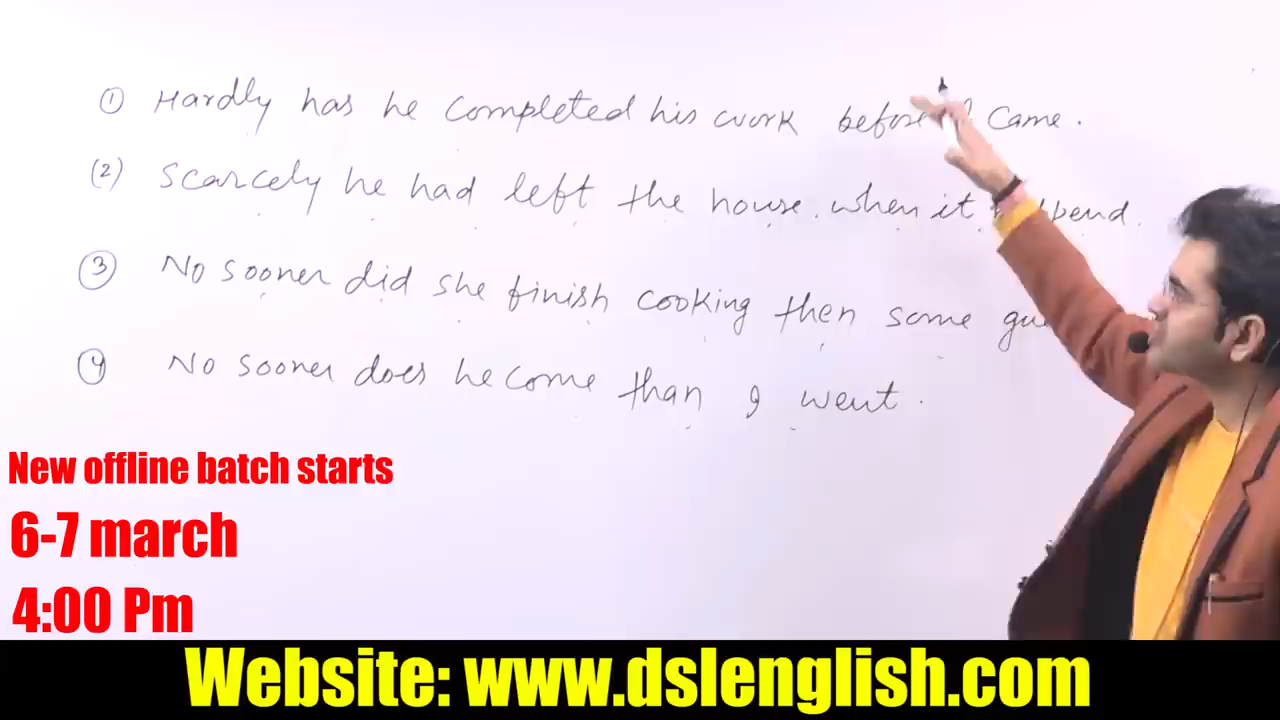 ① Hardly has he completed his work before I came.
(2) Scarcely he had left the house. when it
③ No sooner did she finish cooking then some
④ No sooner does he come than I went.
New offline batch starts
6-7 march
4:00 Pm
Website: www.dslenglish.com